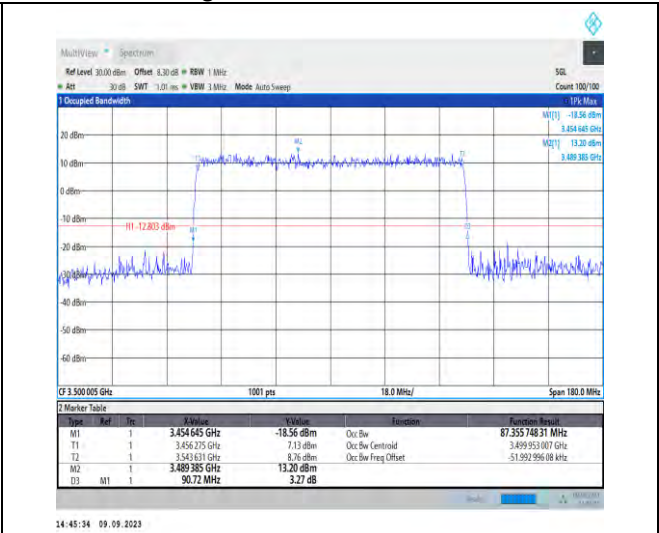 MultiView Spectrum
Ref Level 30.00 dBm Offset 8.30 dB RBW 1 MHz SGL
Att 30 dB SWT 1.01 ms VBW 3 MHz Mode Auto Sweep Count 100/100
1 Occupied Bandwidth 1Pk Max
M1[1] -18.56 dBm
3.454 645 GHz
20 dBm
M2[1] 13.20 dBm
3.489 385 GHz
M2
T1
T2
10 dBm
0 dBm
-10 dBm
H1 -12.803 dBm
M1
D3
-20 dBm
-30 dBm
-40 dBm
-50 dBm
-60 dBm
CF 3.500 005 GHz 1001 pts 18.0 MHz/ Span 180.0 MHz
2 Marker Table
Type Ref Trc X-Value Y-Value Function Function Result
M1 1 3.454 645 GHz -18.56 dBm Occ Bw 87.355 748 31 MHz
T1 1 3.456 275 GHz 7.13 dBm Occ Bw Centroid 3.499 953 007 GHz
T2 1 3.543 631 GHz 8.76 dBm Occ Bw Freq Offset -51.992 996 08 kHz
M2 1 3.489 385 GHz 13.20 dBm
D3 M1 1 90.72 MHz 3.27 dB
14:45:34 09.09.2023